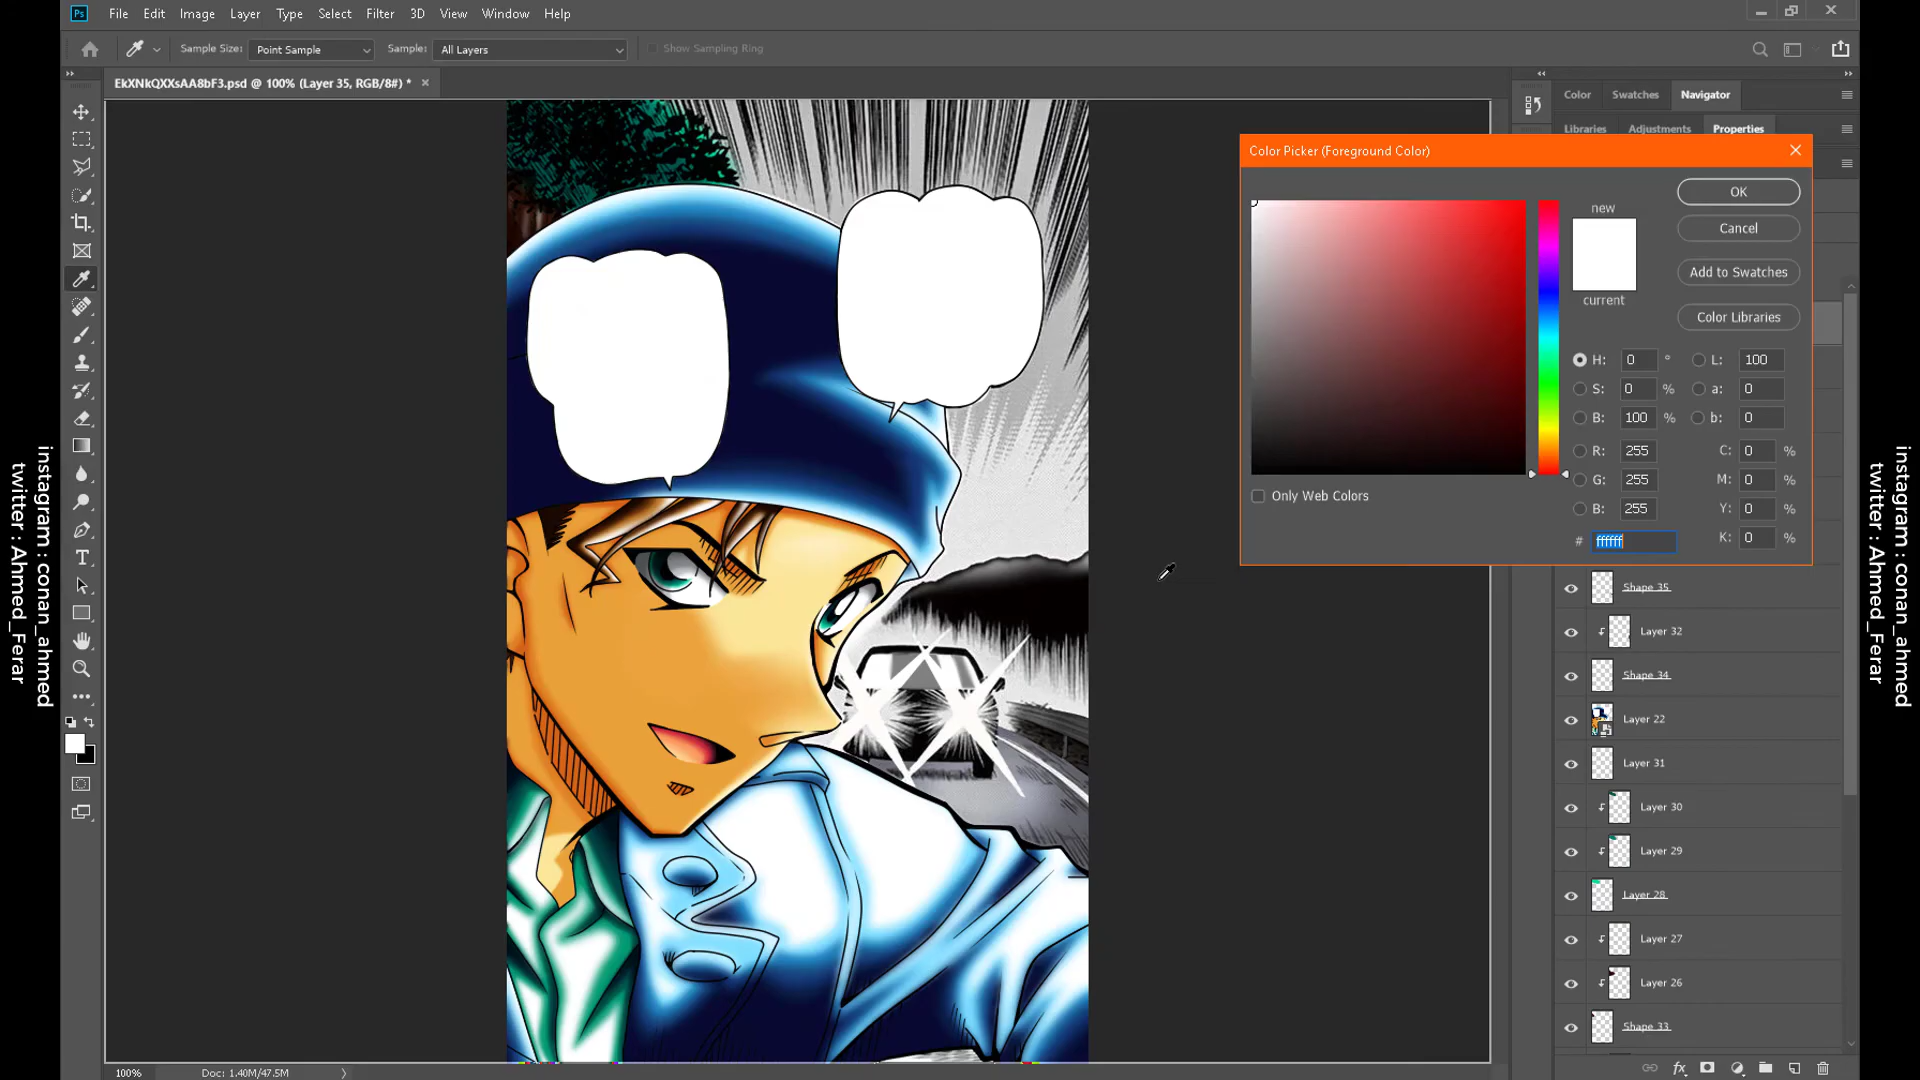 Ps File Edit Image Layer Type Select Filter 3D View Window Help
Sample Size: Point Sample Sample: All Layers Show Sampling Ring
EkXNkQXXsAA8bF3.psd @ 100% (Layer 35, RGB/8#) *
Color Swatches Navigator
Libraries Adjustments Properties
Color Picker (Foreground Color)
OK
new
Cancel
Add to Swatches
current
Color Libraries
H: 0 ° L: 100
S: 0 % a: 0
B: 100 % b: 0
R: 255 C: 0 %
G: 255 M: 0 %
B: 255 Y: 0 %
Only Web Colors
# ffffff K: 0 %
Shape 35
Layer 32
Shape 34
Layer 22
Layer 31
Layer 30
Layer 29
Layer 28
Layer 27
Layer 26
Shape 33
fx
100% Doc: 1.40M/47.5M
instagram : conan_ahmed
twitter : Ahmed_Ferar
instagram : conan_ahmed
twitter : Ahmed_Ferar